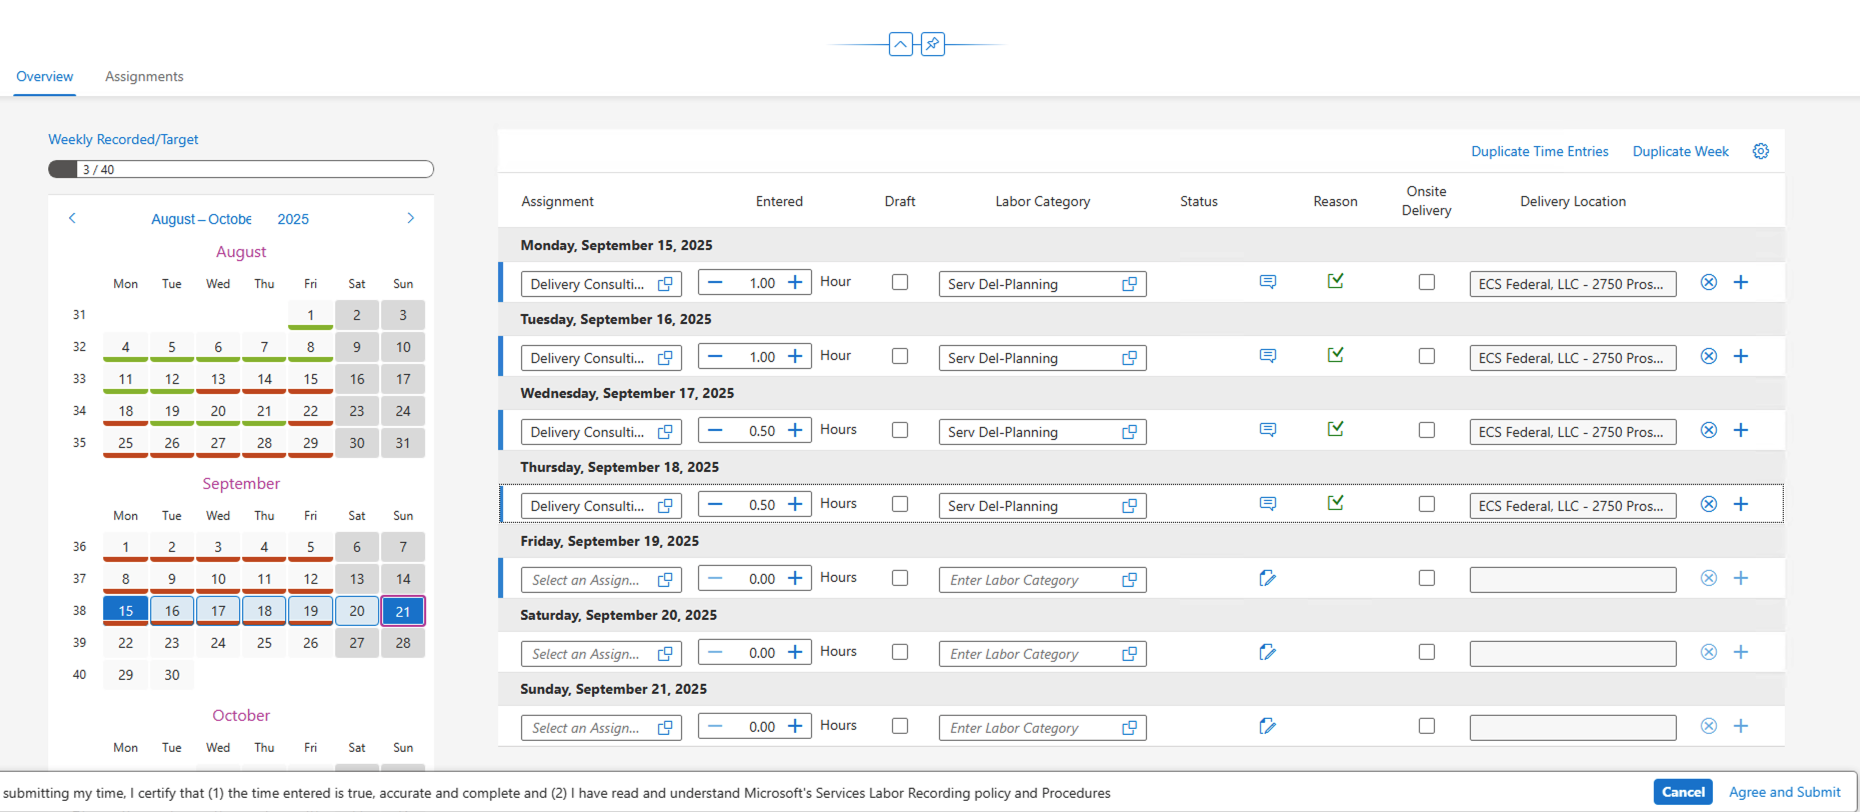 Overview Assignments
Weekly Recorded/Target
3 / 40
August – Octobe 2025
August
Mon Tue Wed Thu Fri Sat Sun
31 1 2 3
32 4 5 6 7 8 9 10
33 11 12 13 14 15 16 17
34 18 19 20 21 22 23 24
35 25 26 27 28 29 30 31
September
Mon Tue Wed Thu Fri Sat Sun
36 1 2 3 4 5 6 7
37 8 9 10 11 12 13 14
38 15 16 17 18 19 20 21
39 22 23 24 25 26 27 28
40 29 30
October
Mon Tue Wed Thu Fri Sat Sun
Duplicate Time Entries Duplicate Week
Assignment Entered Draft Labor Category Status Reason Onsite Delivery Delivery Location
Monday, September 15, 2025
Delivery Consulti... 1.00 Hour Serv Del-Planning ECS Federal, LLC - 2750 Pros...
Tuesday, September 16, 2025
Delivery Consulti... 1.00 Hour Serv Del-Planning ECS Federal, LLC - 2750 Pros...
Wednesday, September 17, 2025
Delivery Consulti... 0.50 Hours Serv Del-Planning ECS Federal, LLC - 2750 Pros...
Thursday, September 18, 2025
Delivery Consulti... 0.50 Hours Serv Del-Planning ECS Federal, LLC - 2750 Pros...
Friday, September 19, 2025
Select an Assign... 0.00 Hours Enter Labor Category
Saturday, September 20, 2025
Select an Assign... 0.00 Hours Enter Labor Category
Sunday, September 21, 2025
Select an Assign... 0.00 Hours Enter Labor Category
submitting my time, I certify that (1) the time entered is true, accurate and complete and (2) I have read and understand Microsoft's Services Labor Recording policy and Procedures
Cancel Agree and Submit